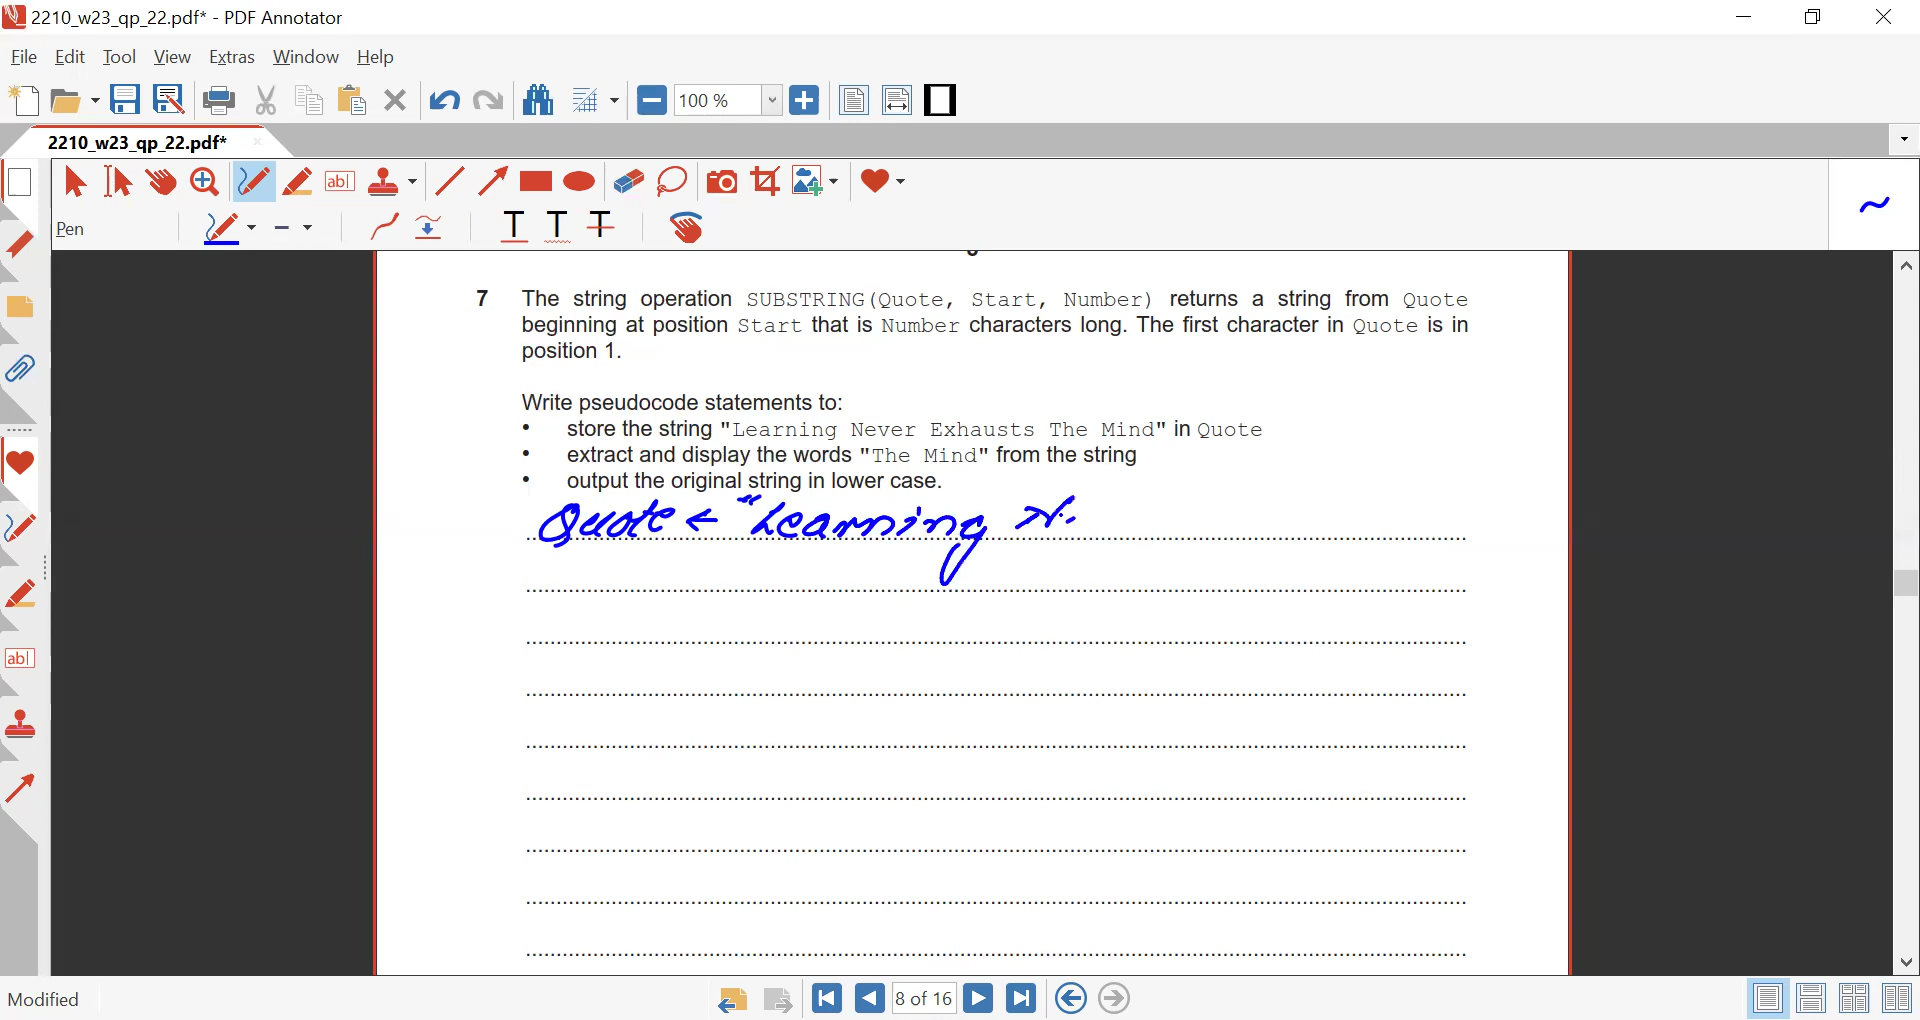 2210_w23_qp_22.pdf* - PDF Annotator
File Edit Tool View Extras Window Help
100 %
2210_w23_qp_22.pdf*
ab|
Pen
T T T
7 The string operation SUBSTRING(Quote, Start, Number) returns a string from Quote
beginning at position Start that is Number characters long. The first character in Quote is in
position 1.
Write pseudocode statements to:
• store the string "Learning Never Exhausts The Mind" in Quote
• extract and display the words "The Mind" from the string
• output the original string in lower case.
Quote ← "Learning N
ab|
Modified
8 of 16